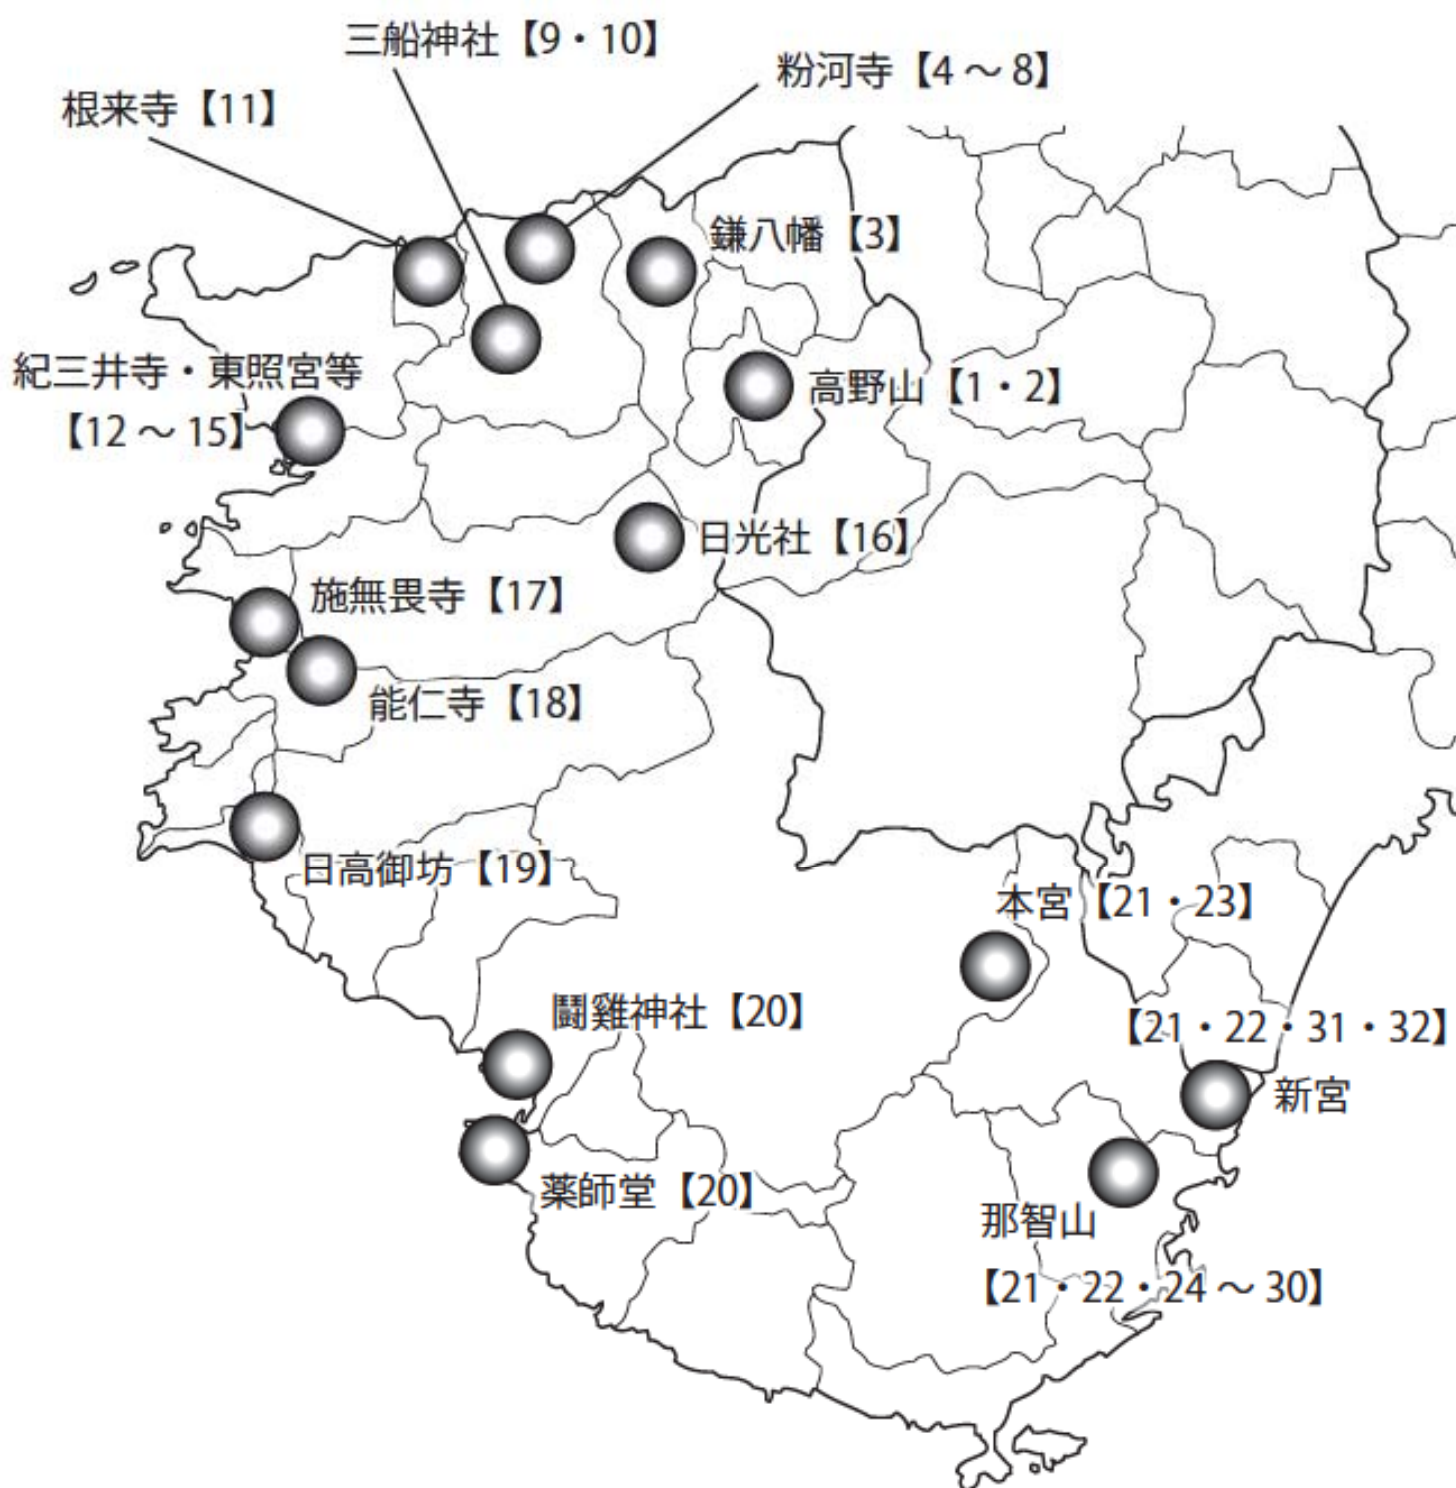 三船神社【9・10】
粉河寺【4～8】
根来寺【11】
鎌八幡【3】
紀三井寺・東照宮等
【12～15】
高野山【1・2】
日光社【16】
施無畏寺【17】
能仁寺【18】
日高御坊【19】
本宮【21・23】
鬪雞神社【20】
【21・22・31・32】
新宮
薬師堂【20】
那智山
【21・22・24～30】